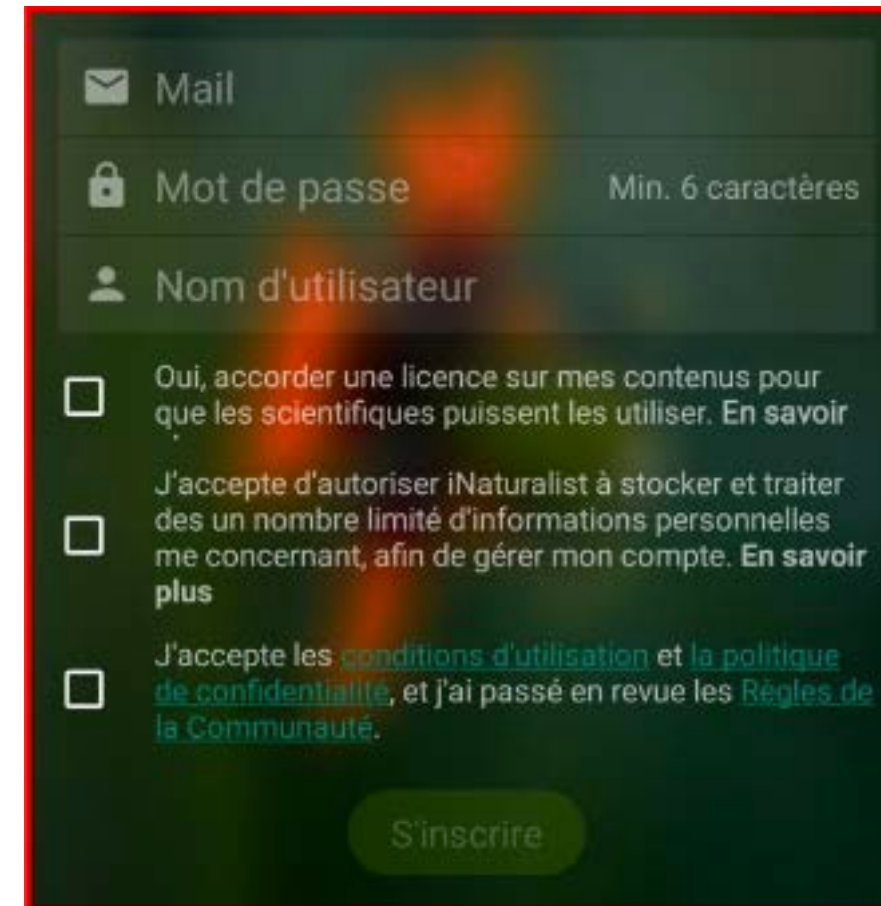 Mail
Mot de passe Min. 6 caractères
Nom d'utilisateur
Oui, accorder une licence sur mes contenus pour
que les scientifiques puissent les utiliser. En savoir
J'accepte d'autoriser iNaturalist à stocker et traiter
des un nombre limité d'informations personnelles
me concernant, afin de gérer mon compte. En savoir
plus
J'accepte les conditions d'utilisation et la politique
de confidentialité, et j'ai passé en revue les Règles de
la Communauté.
S'inscrire